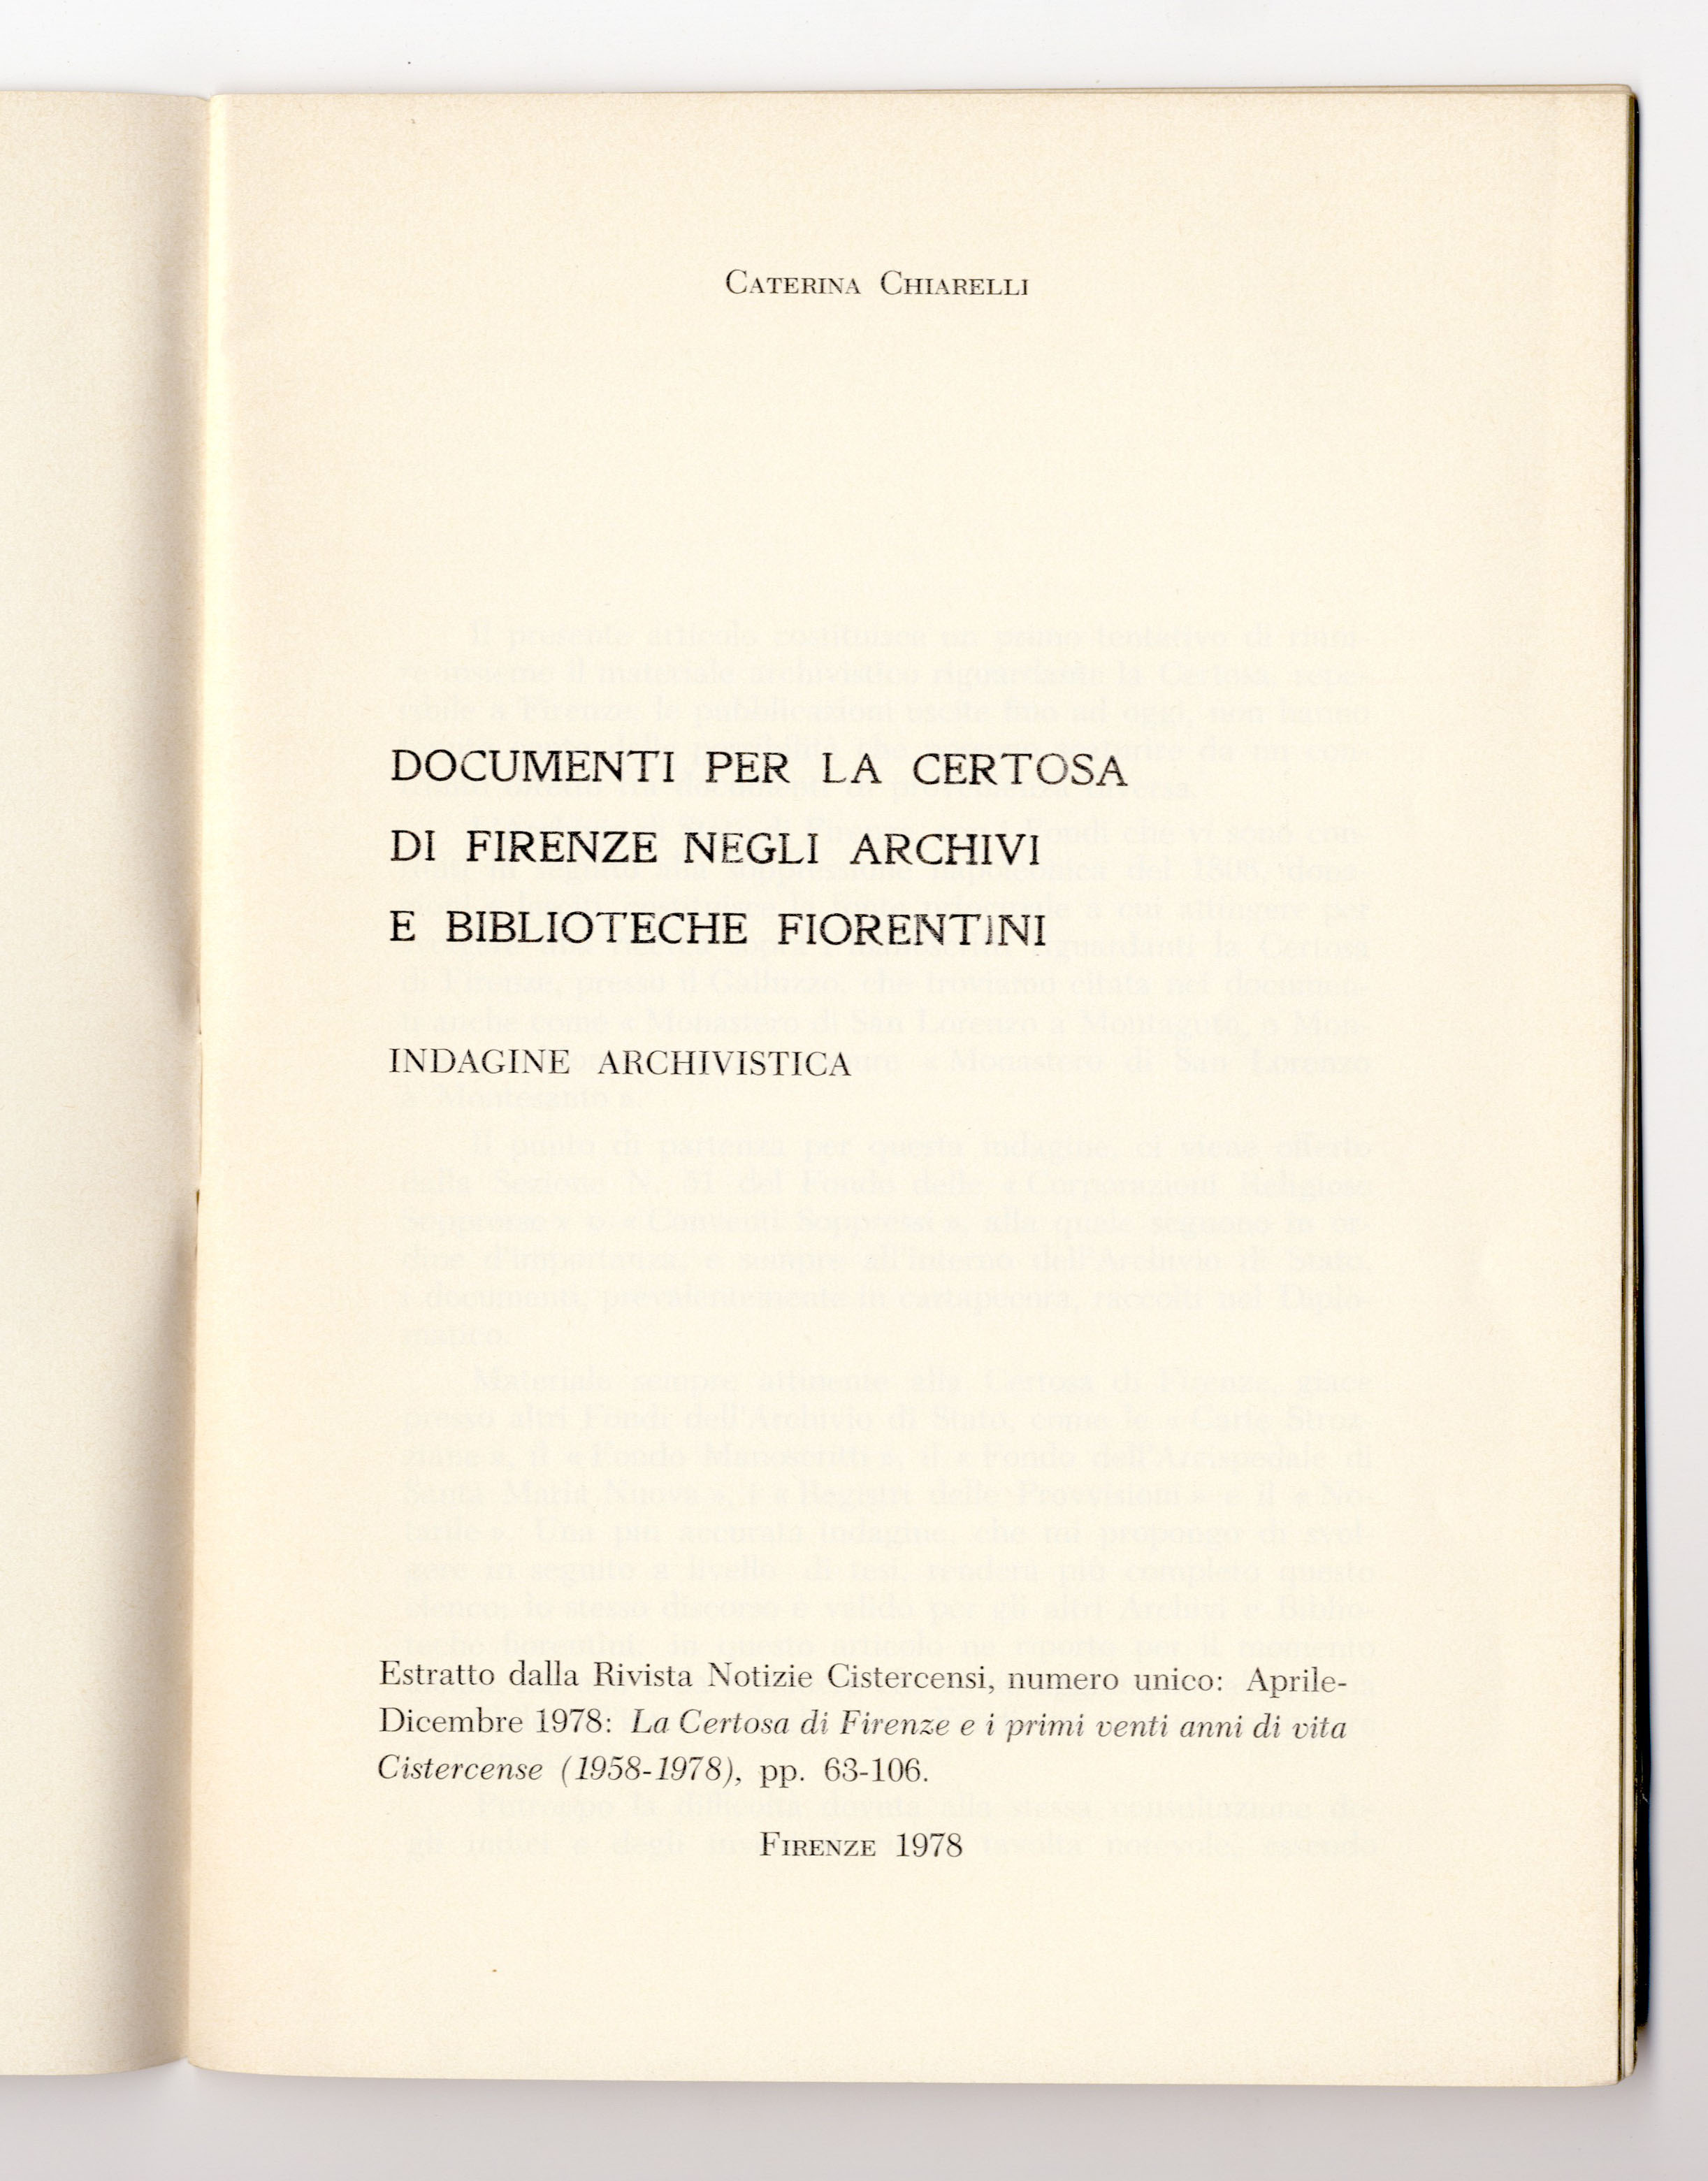 Caterina Chiarelli
DOCUMENTI PER LA CERTOSA
DI FIRENZE NEGLI ARCHIVI
E BIBLIOTECHE FIORENTINI
INDAGINE ARCHIVISTICA
Estratto dalla Rivista Notizie Cistercensi, numero unico: Aprile-
Dicembre 1978: La Certosa di Firenze e i primi venti anni di vita
Cistercense (1958-1978), pp. 63-106.
Firenze 1978